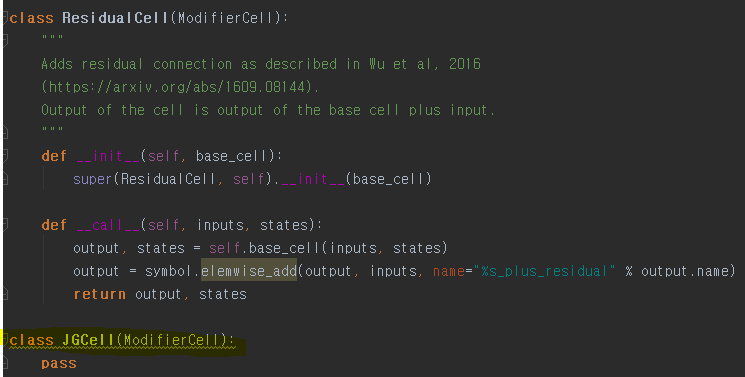 class ResidualCell(ModifierCell):
"""
Adds residual connection as described in Wu et al, 2016
(https://arxiv.org/abs/1609.08144).
Output of the cell is output of the base cell plus input.
"""
def __init__(self, base_cell):
super(ResidualCell, self).__init__(base_cell)
def __call__(self, inputs, states):
output, states = self.base_cell(inputs, states)
output = symbol.elemwise_add(output, inputs, name="%s_plus_residual" % output.name)
return output, states
class JGCell(ModifierCell):
pass